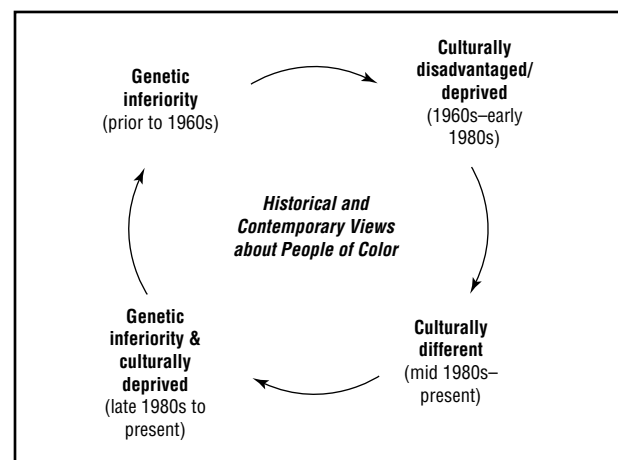 Genetic
inferiority
(prior to 1960s)
Culturally
disadvantaged/
deprived
(1960s–early
1980s)
Historical and
Contemporary Views
about People of Color
Culturally
different
(mid 1980s–
present)
Genetic
inferiority &
culturally
deprived
(late 1980s to
present)